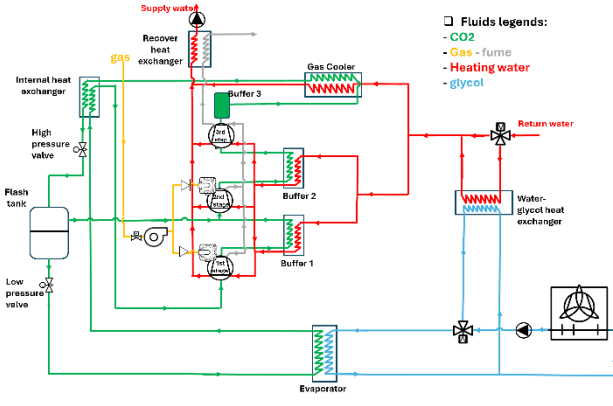 Supply water
Fluids legends:
- CO2
- Gas - fume
- Heating water
- glycol
Recover
heat
exchanger
gas
Gas Cooler
Internal heat
exchanger
Buffer 3
Return water
High
pressure
valve
3rd
stage
Buffer 2
2nd
stage
Flash
tank
Water-
glycol heat
exchanger
Buffer 1
1st
stage
Low
pressure
valve
Evaporator